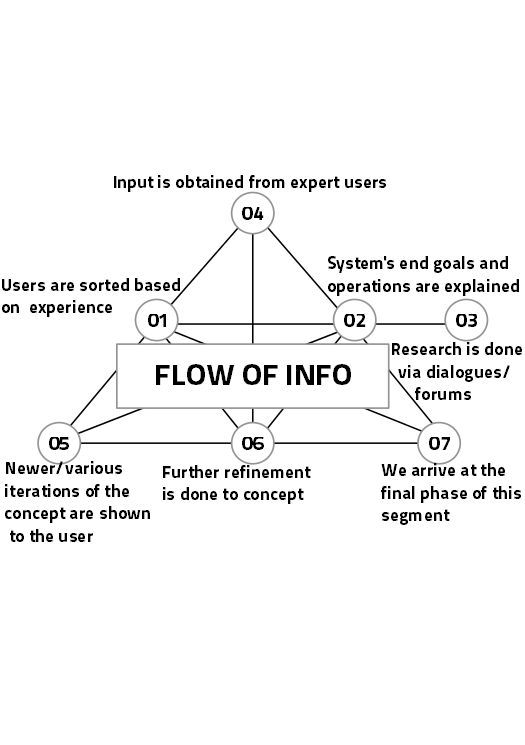 Input is obtained from expert users
04
System's end goals and
operations are explained
Users are sorted based
on experience
01
02
03
Research is done
via dialogues/
forums
FLOW OF INFO
05
06
07
Newer/various
iterations of the
concept are shown
to the user
Further refinement
is done to concept
We arrive at the
final phase of this
segment